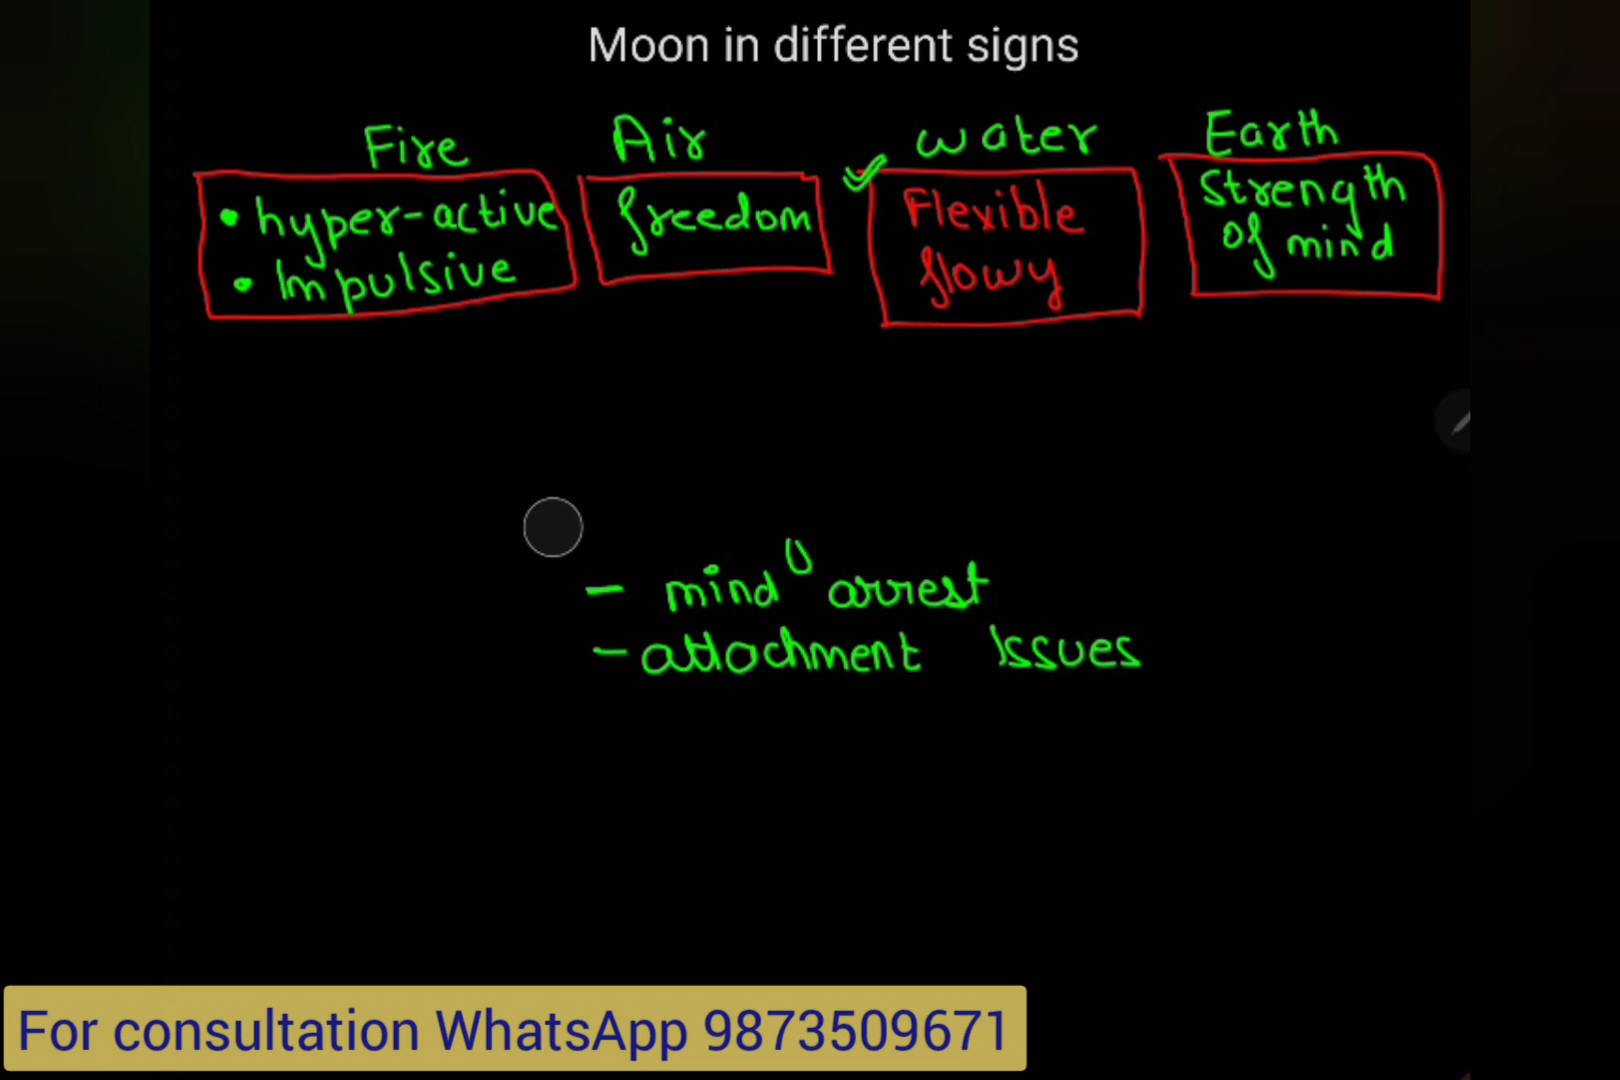 Moon in different signs
Fire Air water Earth
• hyper-active
• Impulsive
freedom
Flexible
flowy
Strength
of mind
- mind arrest
- attachment Issues
For consultation WhatsApp 9873509671